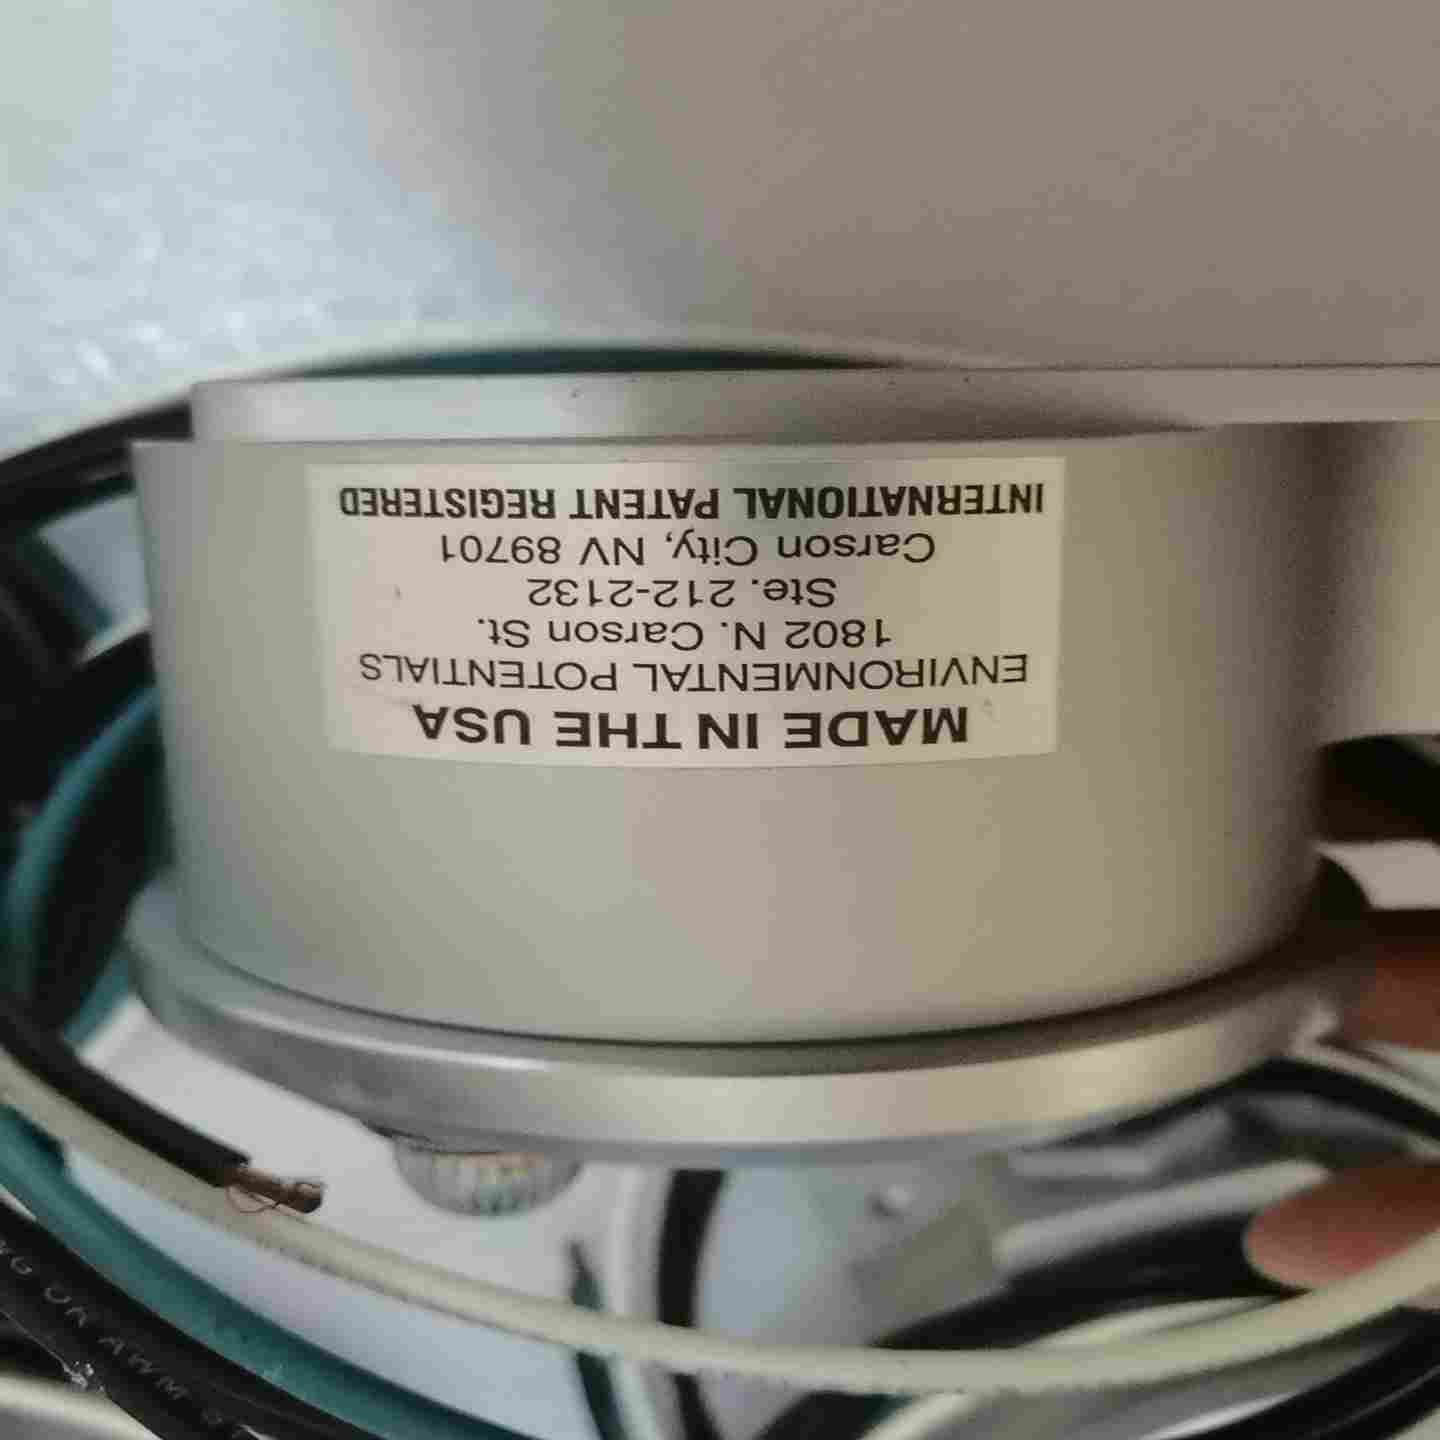 MADE IN THE USA
ENVIRONMENTAL POTENTIALS
1802 N. Carson St.
Ste. 212-2132
Carson City, NV 89701
INTERNATIONAL PATENT REGISTERED
AWM